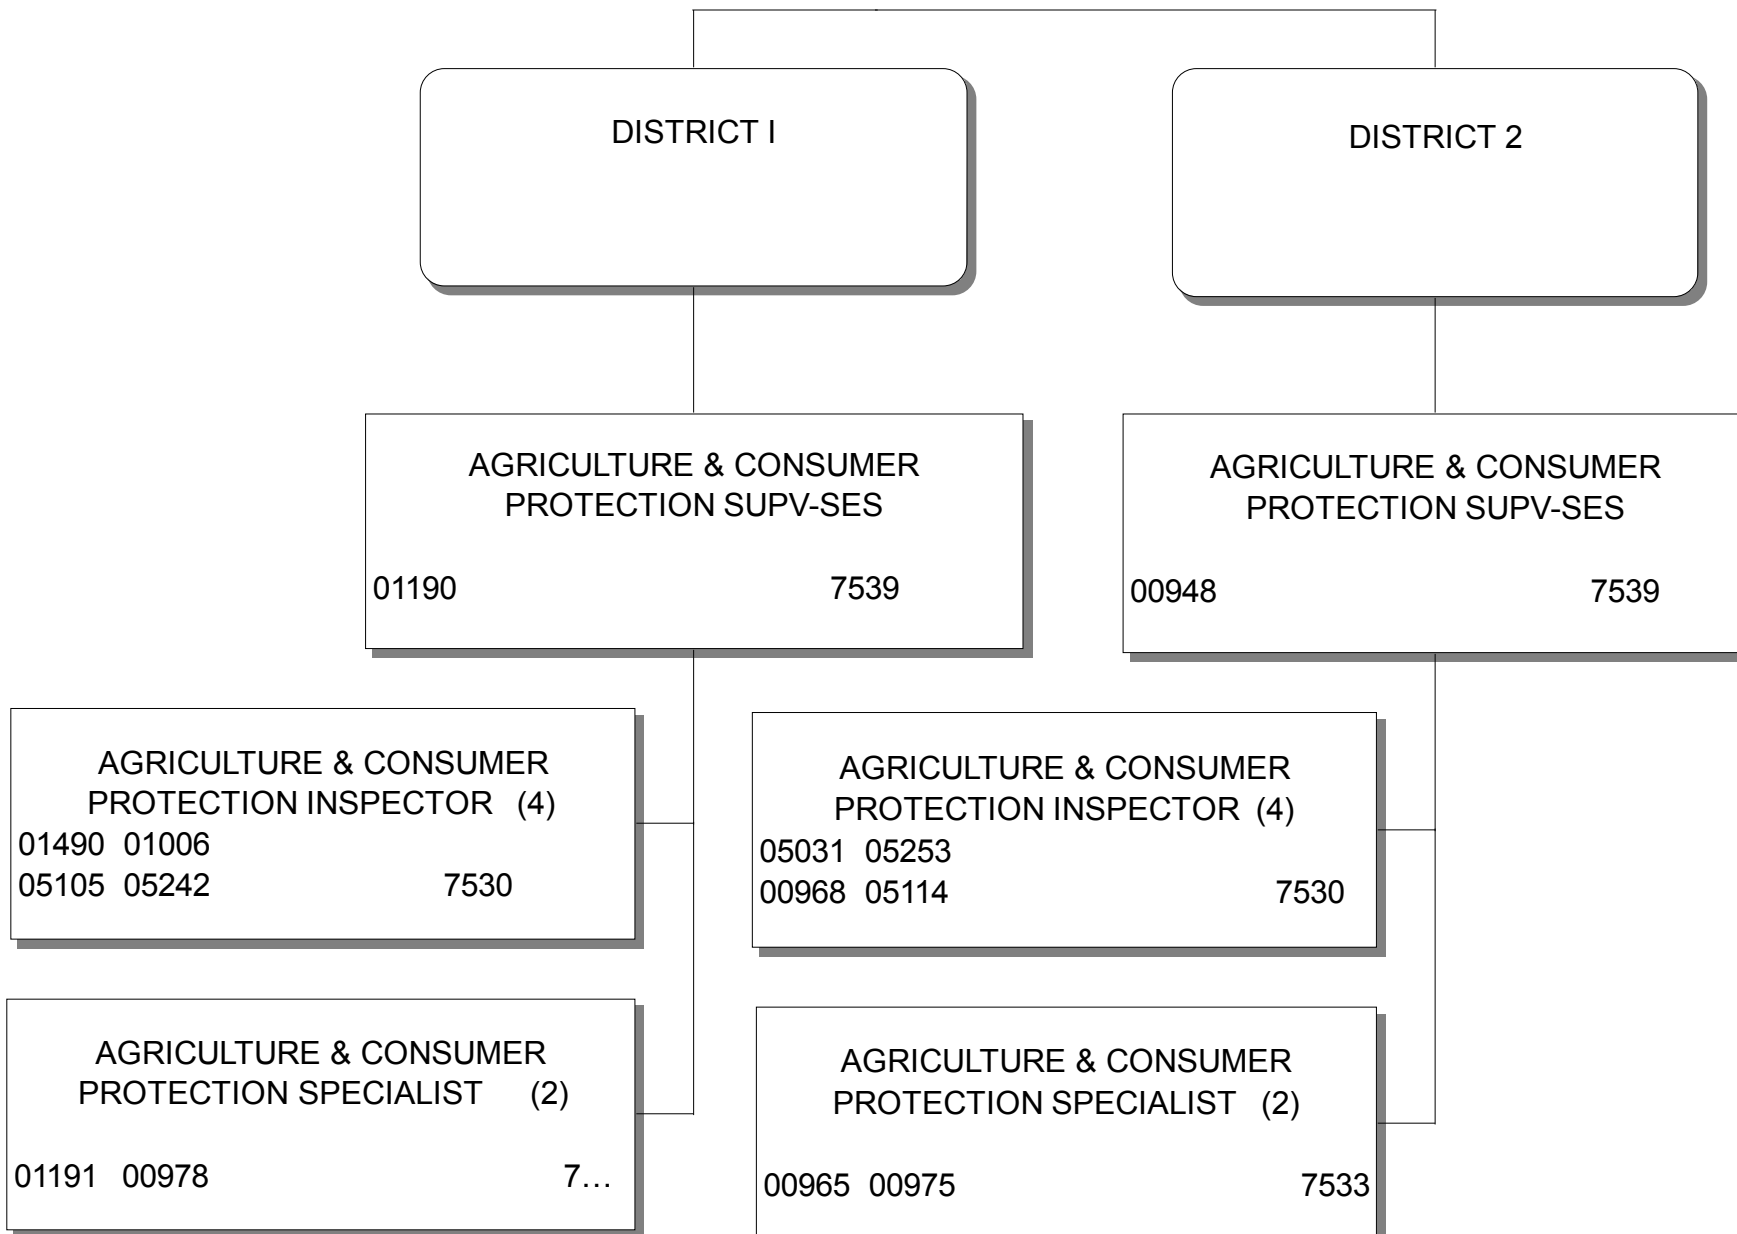 DISTRICT I
AGRICULTURE & CONSUMER
PROTECTION SUPV-SES
01190 7539
AGRICULTURE & CONSUMER
PROTECTION INSPECTOR (4)
01490 01006
05105 05242 7530
AGRICULTURE & CONSUMER
PROTECTION SPECIALIST (2)
01191 00978 7…
DISTRICT 2
AGRICULTURE & CONSUMER
PROTECTION SUPV-SES
00948 7539
AGRICULTURE & CONSUMER
PROTECTION INSPECTOR (4)
05031 05253
00968 05114 7530
AGRICULTURE & CONSUMER
PROTECTION SPECIALIST (2)
00965 00975 7533